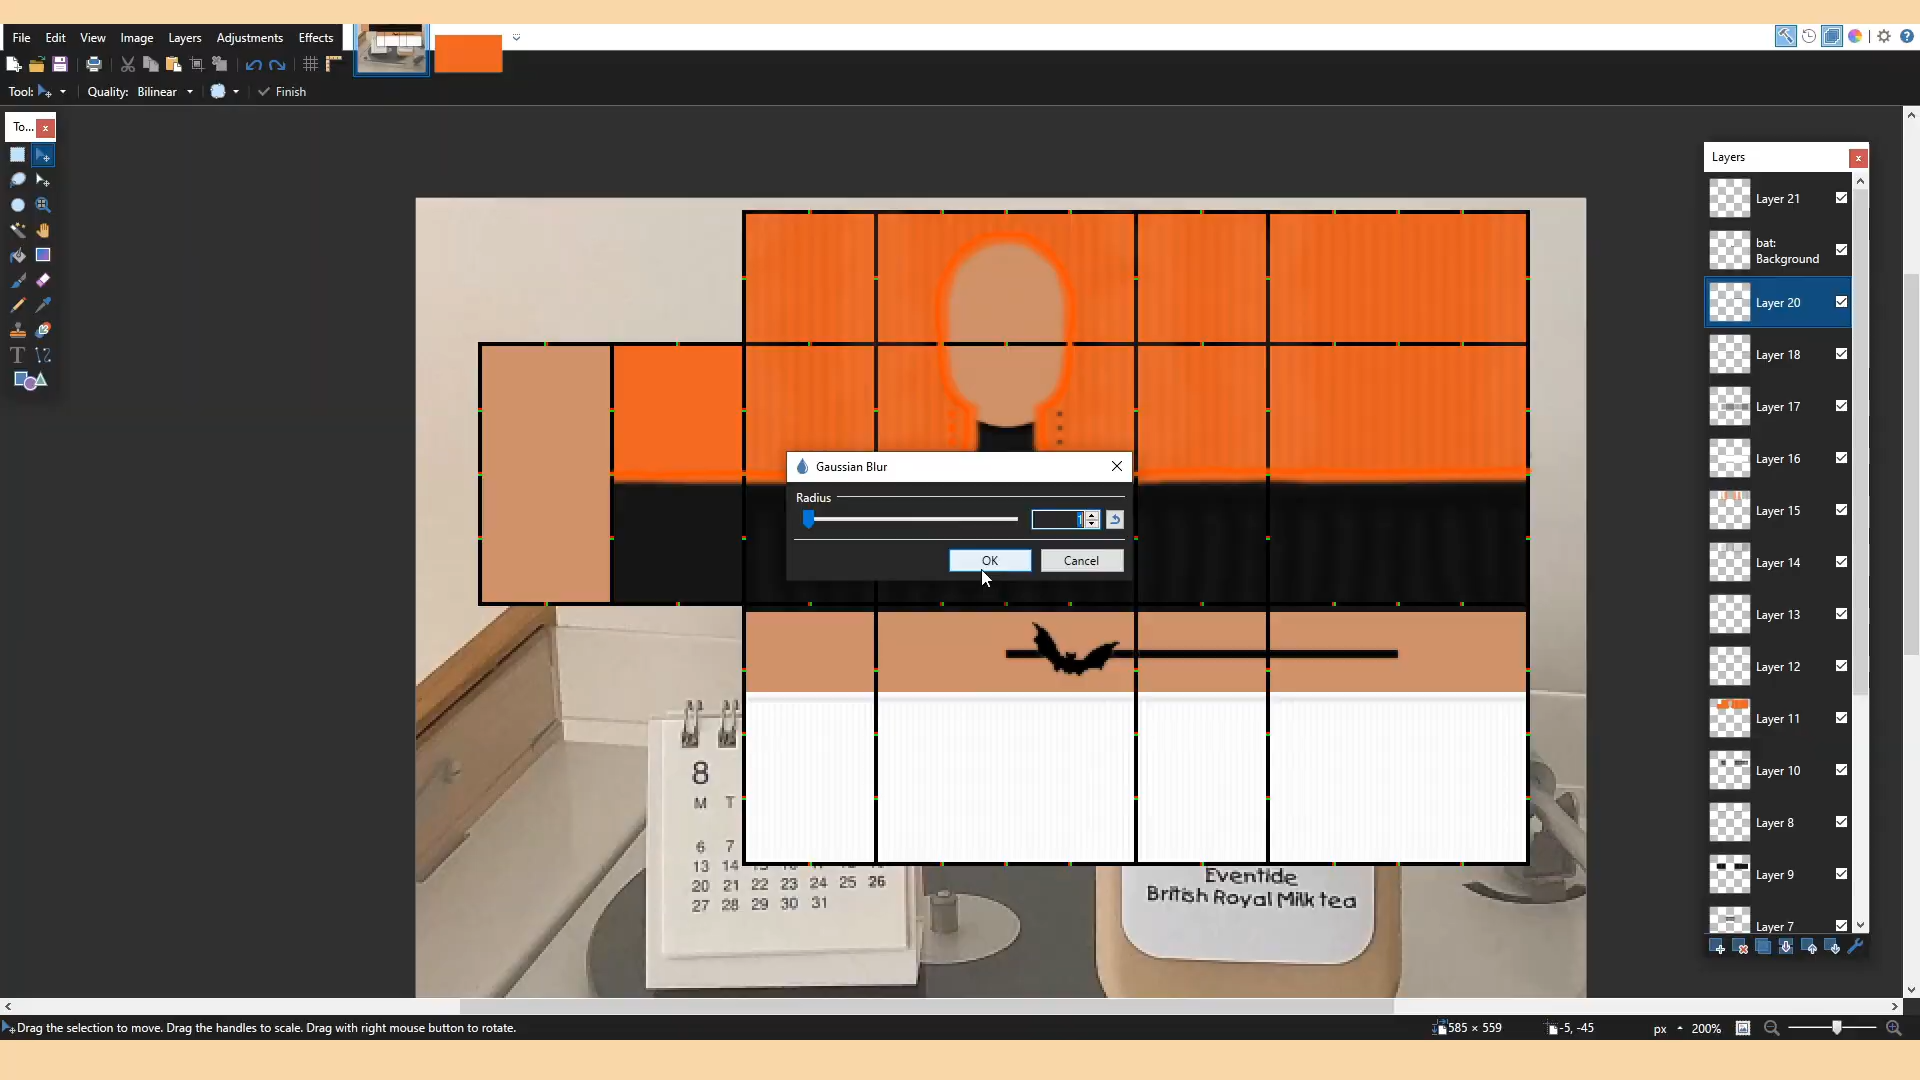 File Edit View Image Layers Adjustments Effects
Tool: Quality: Bilinear Finish
To...
Layers
Layer 21
bat:
Background
Layer 20
Layer 18
Layer 17
Layer 16
Layer 15
Layer 14
Layer 13
Layer 12
Layer 11
Layer 10
Layer 8
Layer 9
Layer 7
Gaussian Blur
Radius
1
OK Cancel
8
M T
6 7
13 14
20 21 22 23 24 25 26
27 28 29 30 31
Eventide
British Royal Milk tea
Drag the selection to move. Drag the handles to scale. Drag with right mouse button to rotate.
585 × 559 -5, -45 px 200%